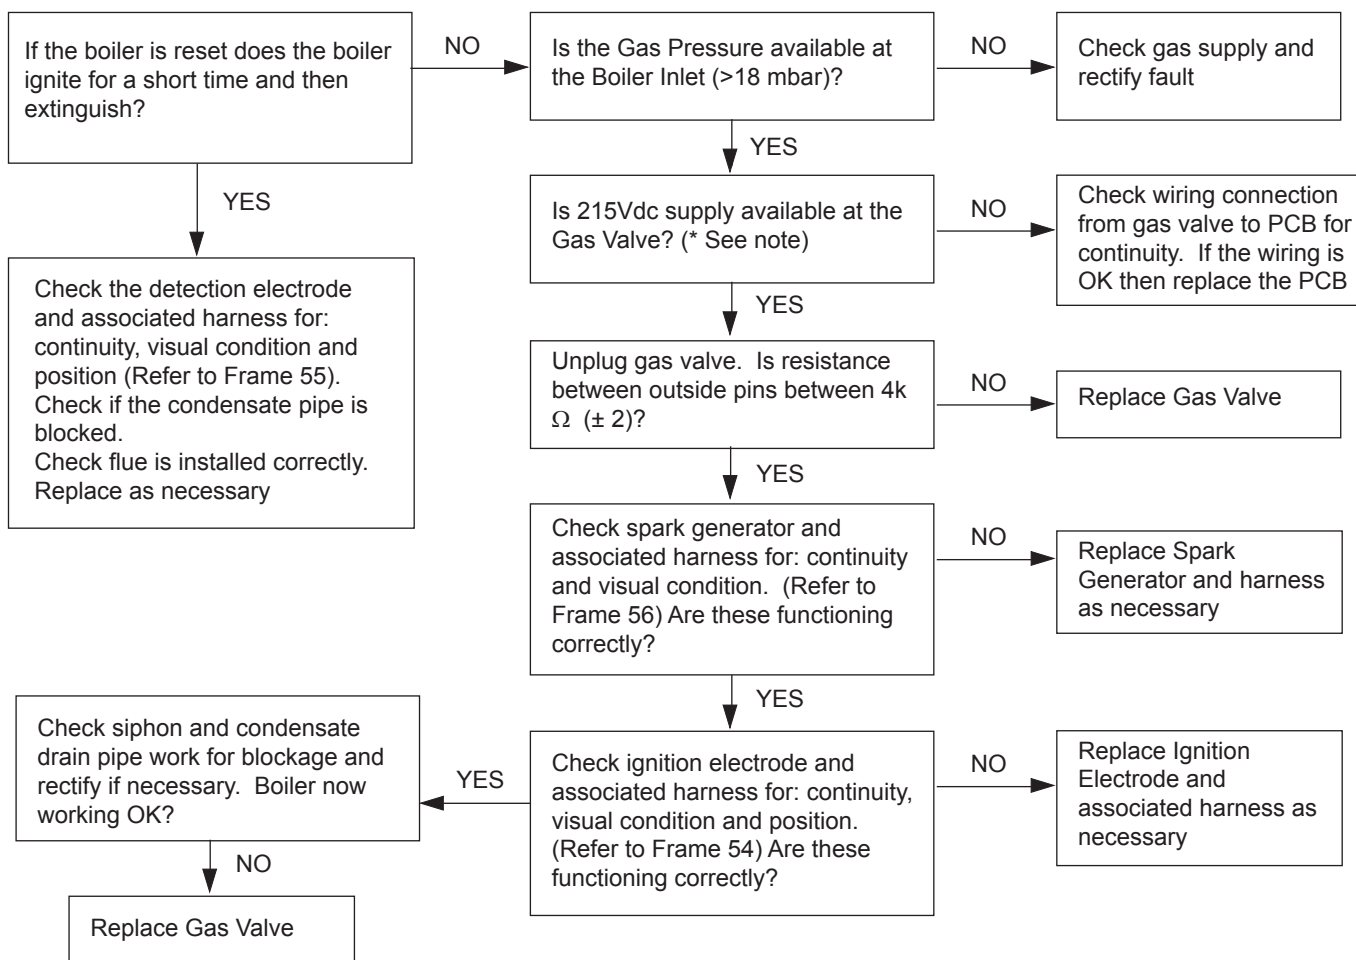 If the boiler is reset does the boiler
ignite for a short time and then
extinguish?
NO
Is the Gas Pressure available at
the Boiler Inlet (>18 mbar)?
NO
Check gas supply and
rectify fault
YES
YES
Check the detection electrode
and associated harness for:
continuity, visual condition and
position (Refer to Frame 55).
Check if the condensate pipe is
blocked.
Check flue is installed correctly.
Replace as necessary
Is 215Vdc supply available at the
Gas Valve? (* See note)
NO
Check wiring connection
from gas valve to PCB for
continuity.  If the wiring is
OK then replace the PCB
YES
Unplug gas valve.  Is resistance
between outside pins between 4k
Ω  (± 2)?
NO
Replace Gas Valve
YES
Check spark generator and
associated harness for: continuity
and visual condition.  (Refer to
Frame 56) Are these functioning
correctly?
NO
Replace Spark
Generator and harness
as necessary
YES
Check ignition electrode and
associated harness for: continuity,
visual condition and position.
(Refer to Frame 54) Are these
functioning correctly?
NO
Replace Ignition
Electrode and
associated harness as
necessary
YES
Check siphon and condensate
drain pipe work for blockage and
rectify if necessary.  Boiler now
working OK?
NO
Replace Gas Valve